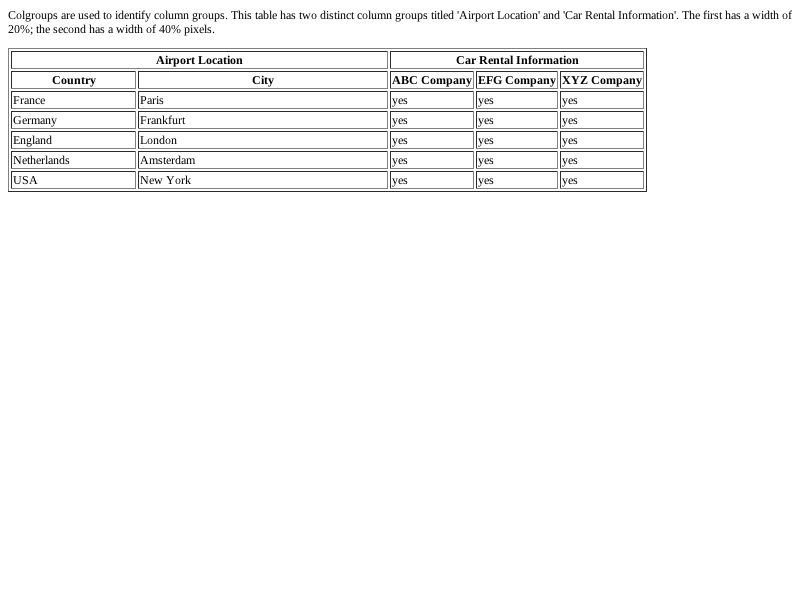 Colgroups are used to identify column groups. This table has two distinct column groups titled 'Airport Location' and 'Car Rental Information'. The first has a width of
20%; the second has a width of 40% pixels.
Airport Location Car Rental Information
Country City ABC Company EFG Company XYZ Company
France Paris yes yes yes
Germany Frankfurt yes yes yes
England London yes yes yes
Netherlands Amsterdam yes yes yes
USA New York yes yes yes